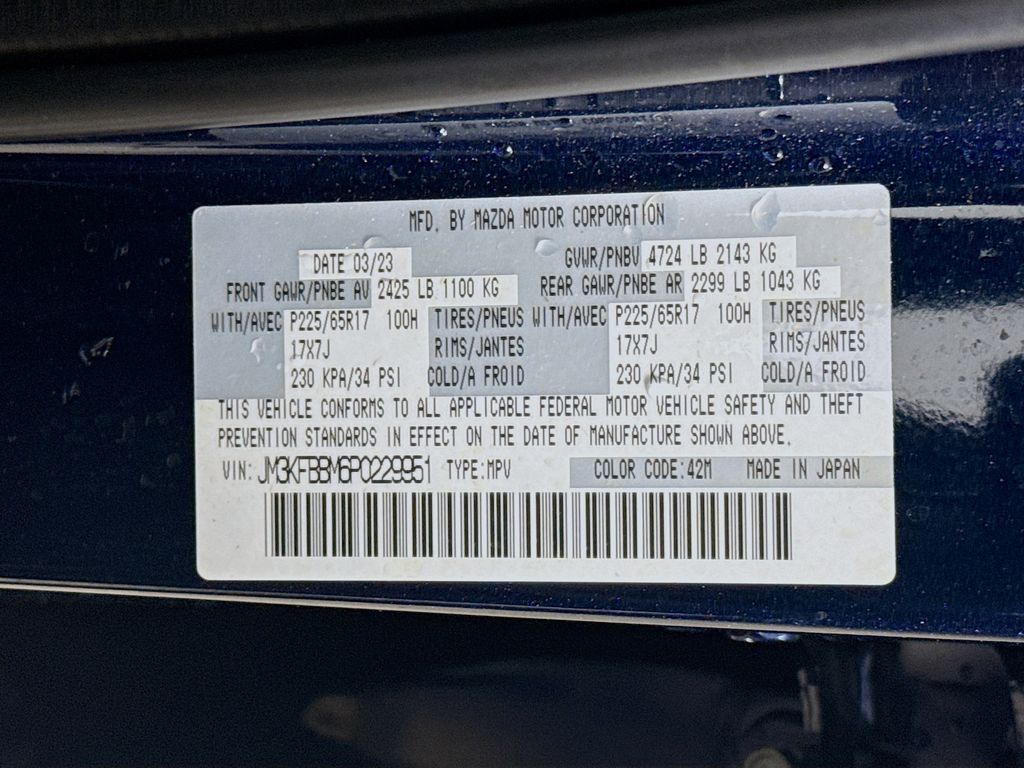 MFD. BY MAZDA MOTOR CORPORATION
DATE 03/23 GVWR/PNBV 4724 LB 2143 KG
FRONT GAWR/PNBE AV 2425 LB 1100 KG REAR GAWR/PNBE AR 2299 LB 1043 KG
WITH/AVEC P225/65R17 100H TIRES/PNEUS WITH/AVEC P225/65R17 100H TIRES/PNEUS
17X7J RIMS/JANTES 17X7J RIMS/JANTES
230 KPA/34 PSI COLD/A FROID 230 KPA/34 PSI COLD/A FROID
THIS VEHICLE CONFORMS TO ALL APPLICABLE FEDERAL MOTOR VEHICLE SAFETY AND THEFT
PREVENTION STANDARDS IN EFFECT ON THE DATE OF MANUFACTURE SHOWN ABOVE.
VIN: JM3KFBBM6P0229951 TYPE:MPV COLOR CODE:42M MADE IN JAPAN